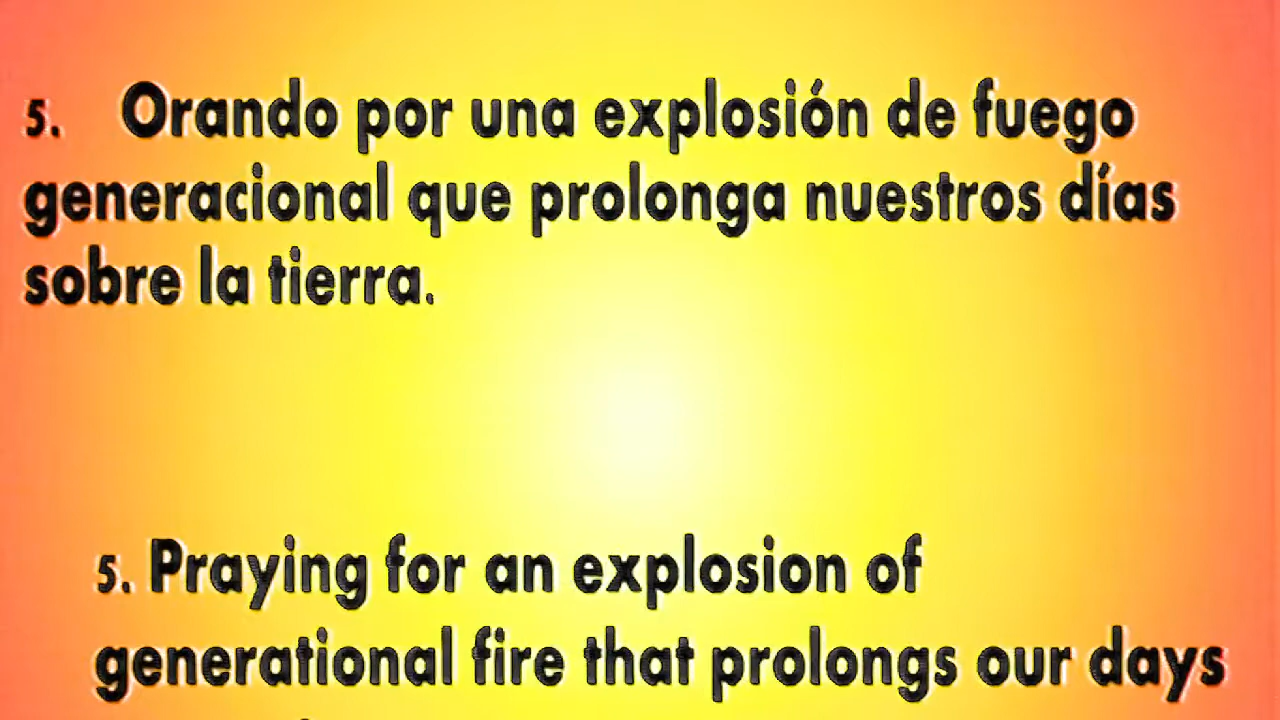 5. Orando por una explosión de fuego
generacional que prolonga nuestros días
sobre la tierra.
5. Praying for an explosion of
generational fire that prolongs our days